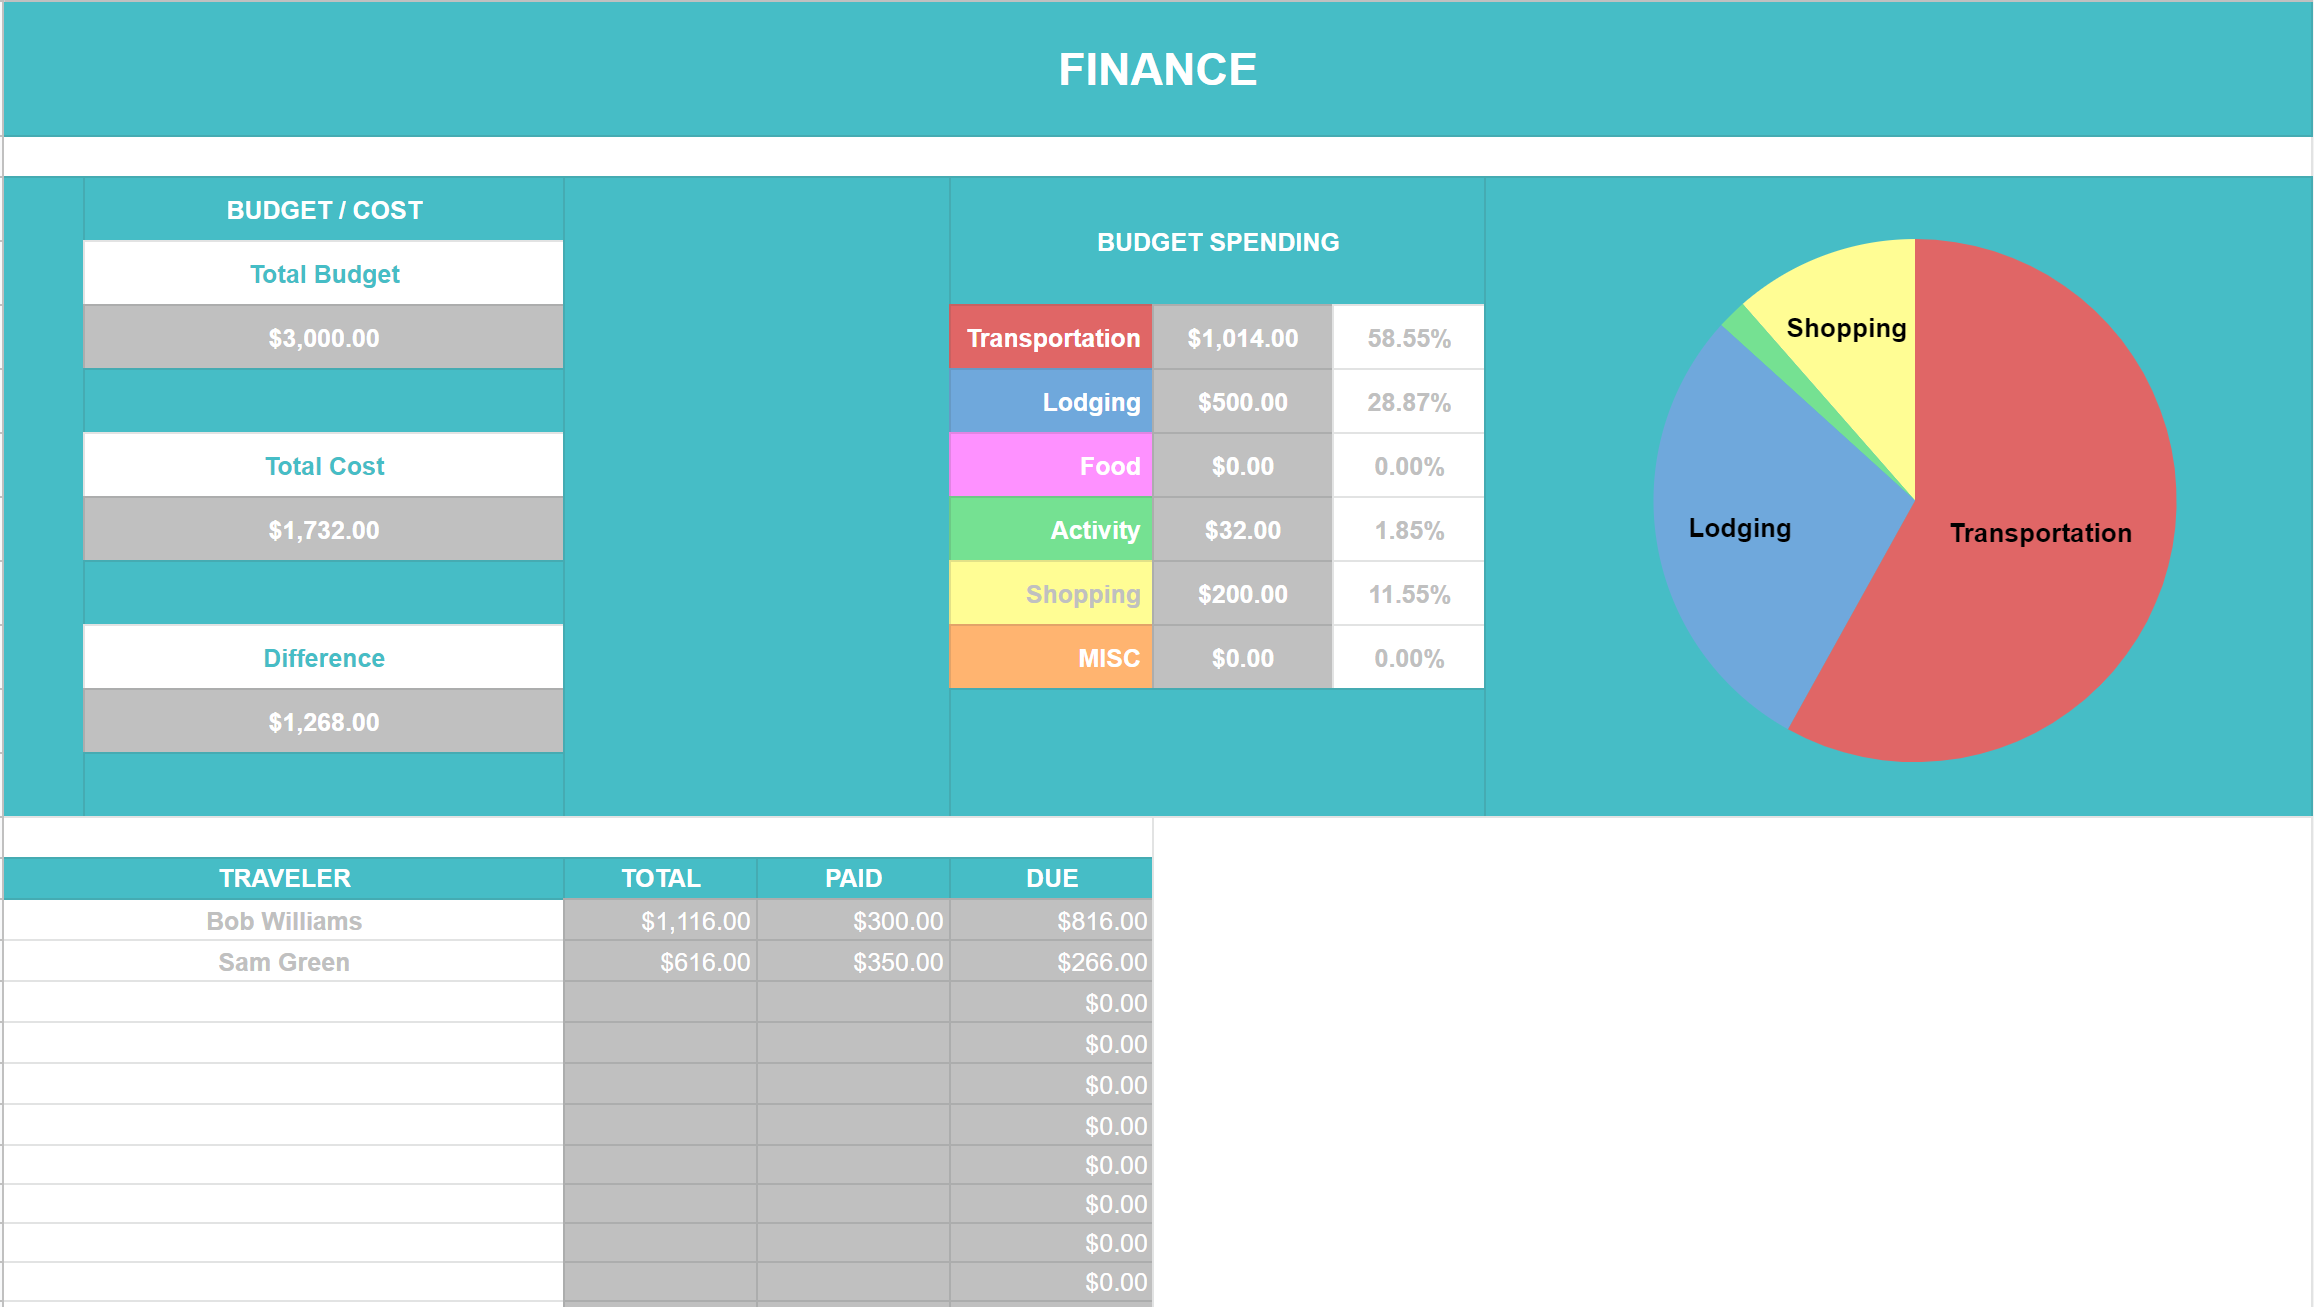 FINANCE
BUDGET / COST
Total Budget
$3,000.00
Total Cost
$1,732.00
Difference
$1,268.00
BUDGET SPENDING
Transportation $1,014.00 58.55%
Lodging $500.00 28.87%
Food $0.00 0.00%
Activity $32.00 1.85%
Shopping $200.00 11.55%
MISC $0.00 0.00%
Shopping
Lodging
Transportation
TRAVELER TOTAL PAID DUE
Bob Williams $1,116.00 $300.00 $816.00
Sam Green $616.00 $350.00 $266.00
$0.00
$0.00
$0.00
$0.00
$0.00
$0.00
$0.00
$0.00